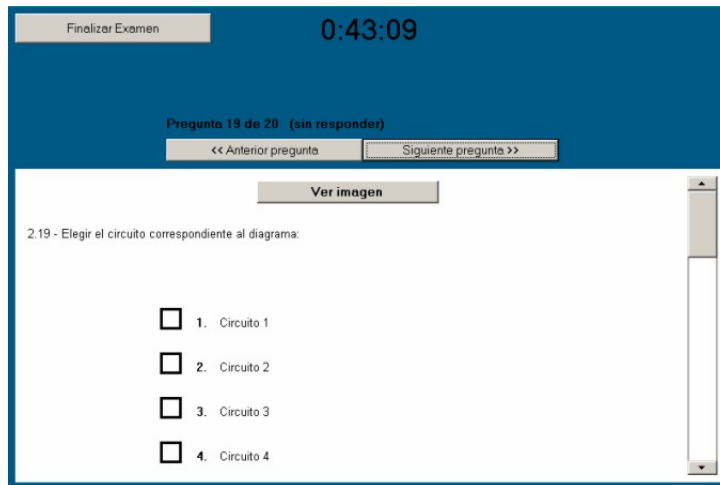 Finalizar Examen
0:43:09
Pregunta 19 de 20 (sin responder)
<< Anterior pregunta
Siguiente pregunta >>
Ver imagen
2.19 - Elegir el circuito correspondiente al diagrama:
1. Circuito 1
2. Circuito 2
3. Circuito 3
4. Circuito 4